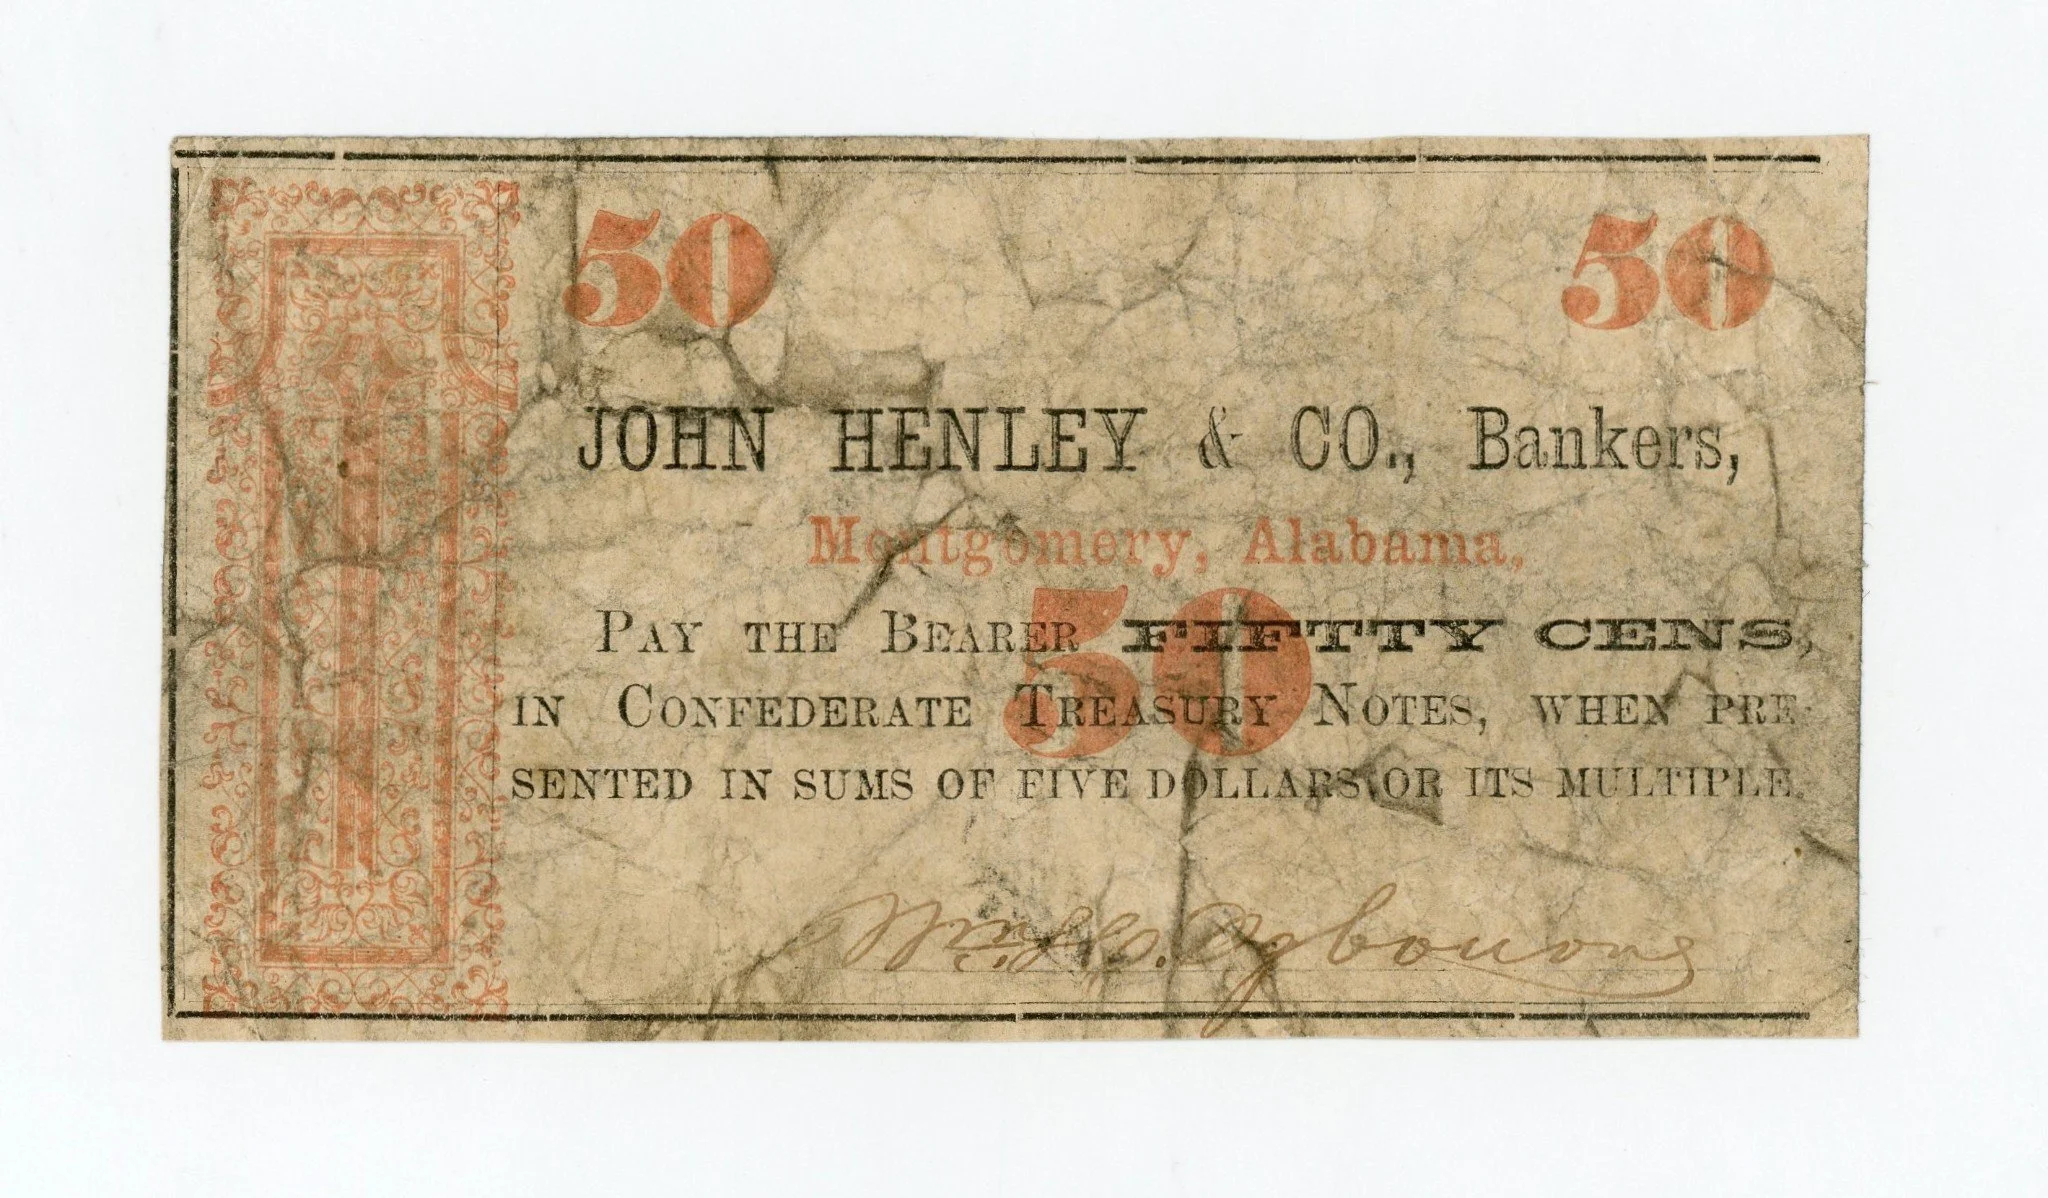 50 50
JOHN HENLEY & CO., Bankers,
Montgomery, Alabama,
50
PAY THE BEARER FIFTY CENS,
IN CONFEDERATE TREASURY NOTES, WHEN PRE-
SENTED IN SUMS OF FIVE DOLLARS OR ITS MULTIPLE.